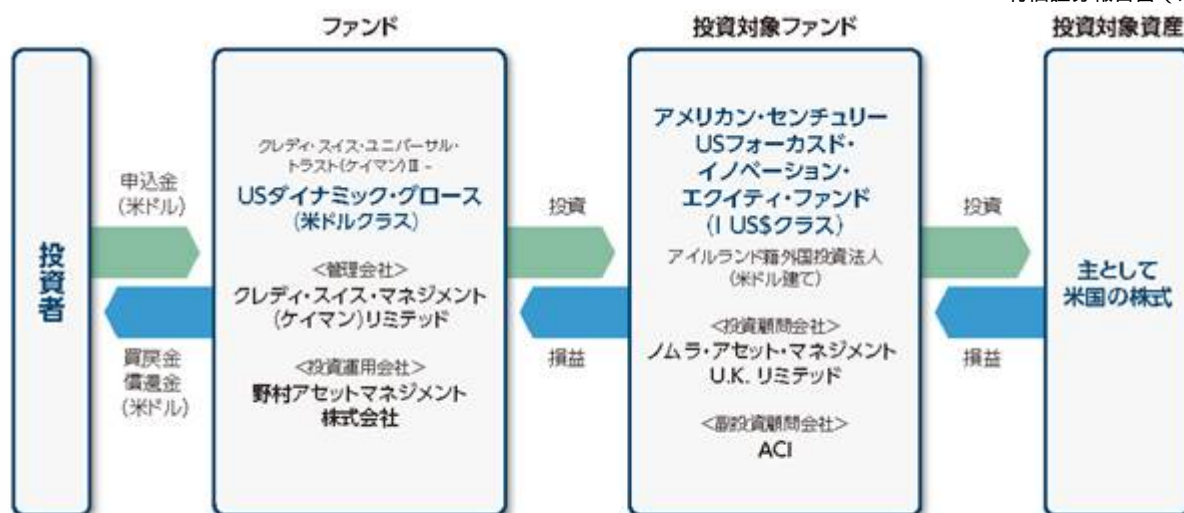 ファンド
投資対象ファンド
投資対象資産
投資者
申込金
(米ドル)
買戻金
償還金
(米ドル)
クレディ・スイス・ユニバーサル・
トラスト(ケイマン)Ⅲ -
USダイナミック・グロース
(米ドルクラス)
<管理会社>
クレディ・スイス・マネジメント
(ケイマン)リミテッド
<投資運用会社>
野村アセットマネジメント
株式会社
投資
損益
アメリカン・センチュリー
USフォーカスド・
イノベーション・
エクイティ・ファンド
(I US$クラス)
アイルランド籍外国投資法人
(米ドル建て)
<投資顧問会社>
ノムラ・アセット・マネジメント
U.K. リミテッド
<副投資顧問会社>
ACI
投資
損益
主として
米国の株式